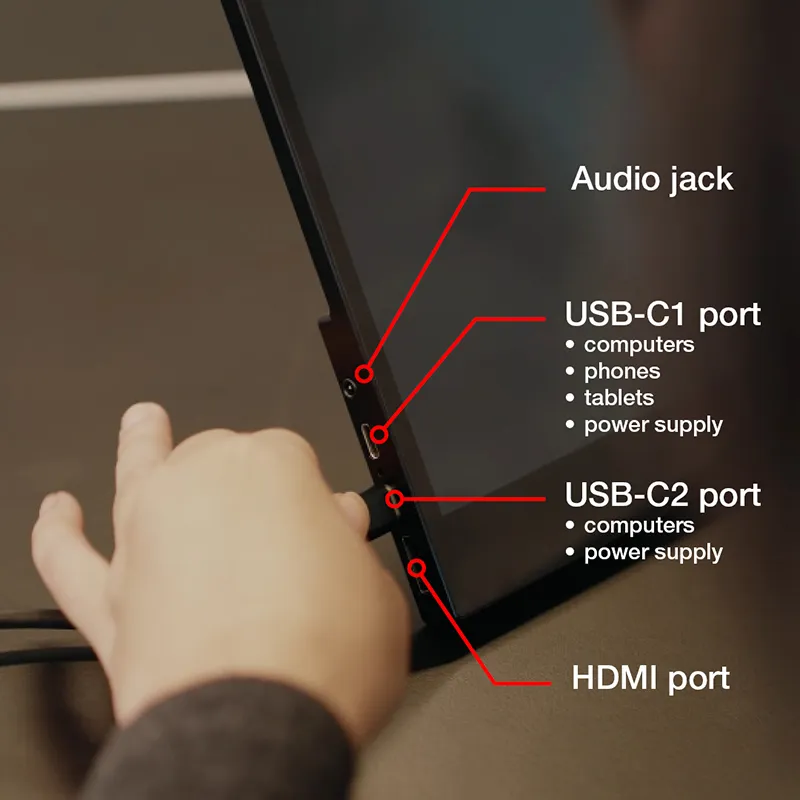 Audio jack
USB-C1 port
• computers
• phones
• tablets
• power supply
USB-C2 port
• computers
• power supply
HDMI port